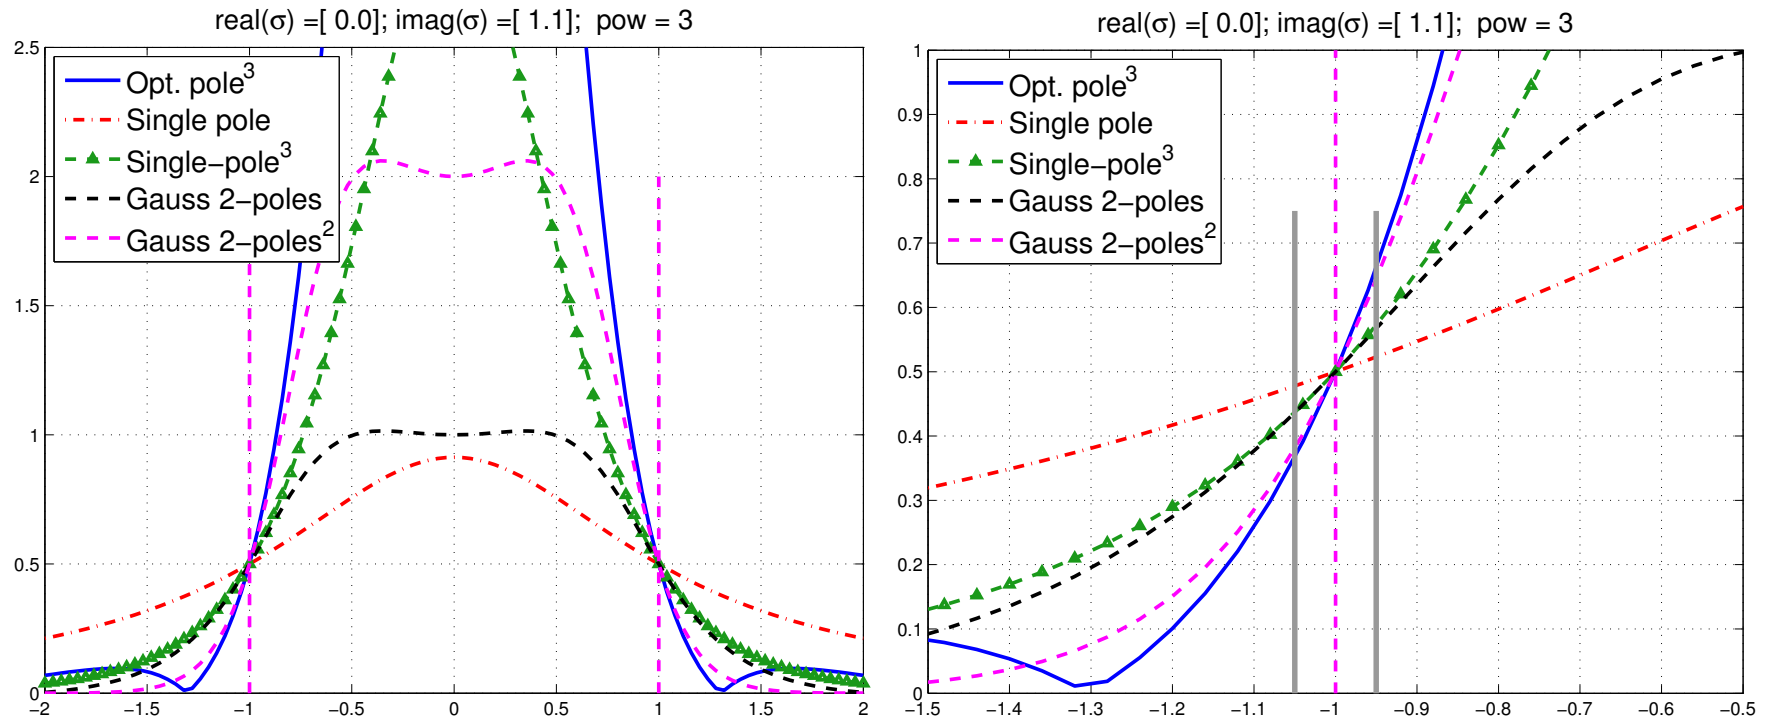 real(σ) =[ 0.0]; imag(σ) =[ 1.1];  pow = 3
2.5
2
1.5
1
0.5
0
Opt. pole3
Single pole
Single−pole3
Gauss 2−poles
Gauss 2−poles2
−2 −1.5 −1 −0.5 0 0.5 1 1.5 2
real(σ) =[ 0.0]; imag(σ) =[ 1.1];  pow = 3
1
0.9
0.8
0.7
0.6
0.5
0.4
0.3
0.2
0.1
0
Opt. pole3
Single pole
Single−pole3
Gauss 2−poles
Gauss 2−poles2
−1.5 −1.4 −1.3 −1.2 −1.1 −1 −0.9 −0.8 −0.7 −0.6 −0.5